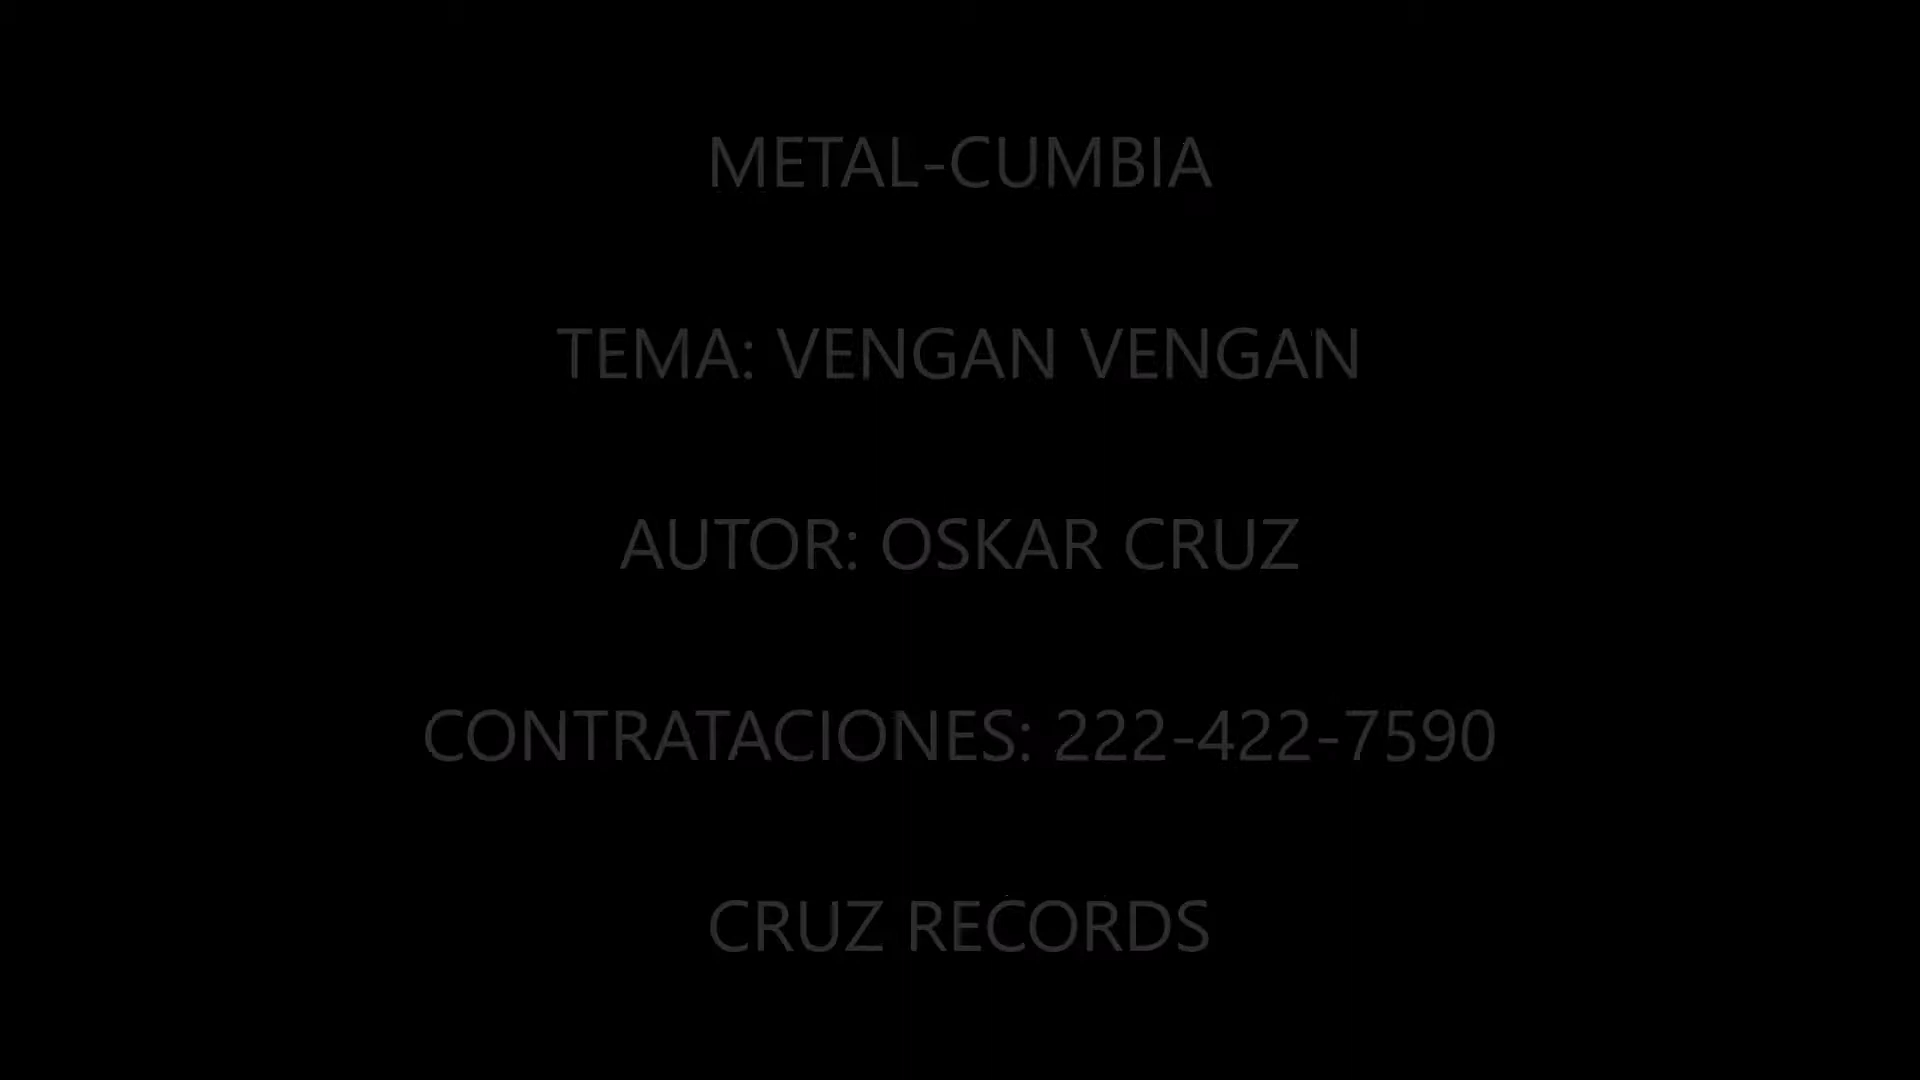 METAL-CUMBIA
TEMA: VENGAN VENGAN
AUTOR: OSKAR CRUZ
CONTRATACIONES: 222-422-7590
CRUZ RECORDS